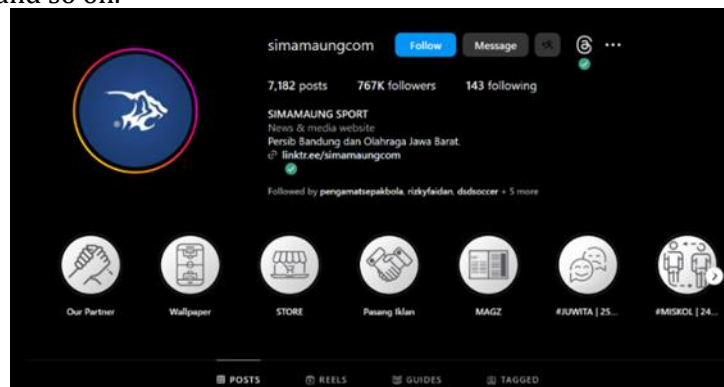 and so on.
simamaungcom Follow Message
7,182 posts 767K followers 143 following
SIMAMAUNG SPORT
News & media website
Persib Bandung dan Olahraga Jawa Barat.
linktr.ee/simamaungcom
Followed by pengamatsepakbola, rizkyfaidan, dsdsoccer + 5 more
Our Partner Wallpaper STORE Pasang Iklan MAGZ #JUWITA | 25... #MISKOL | 24...
POSTS REELS GUIDES TAGGED